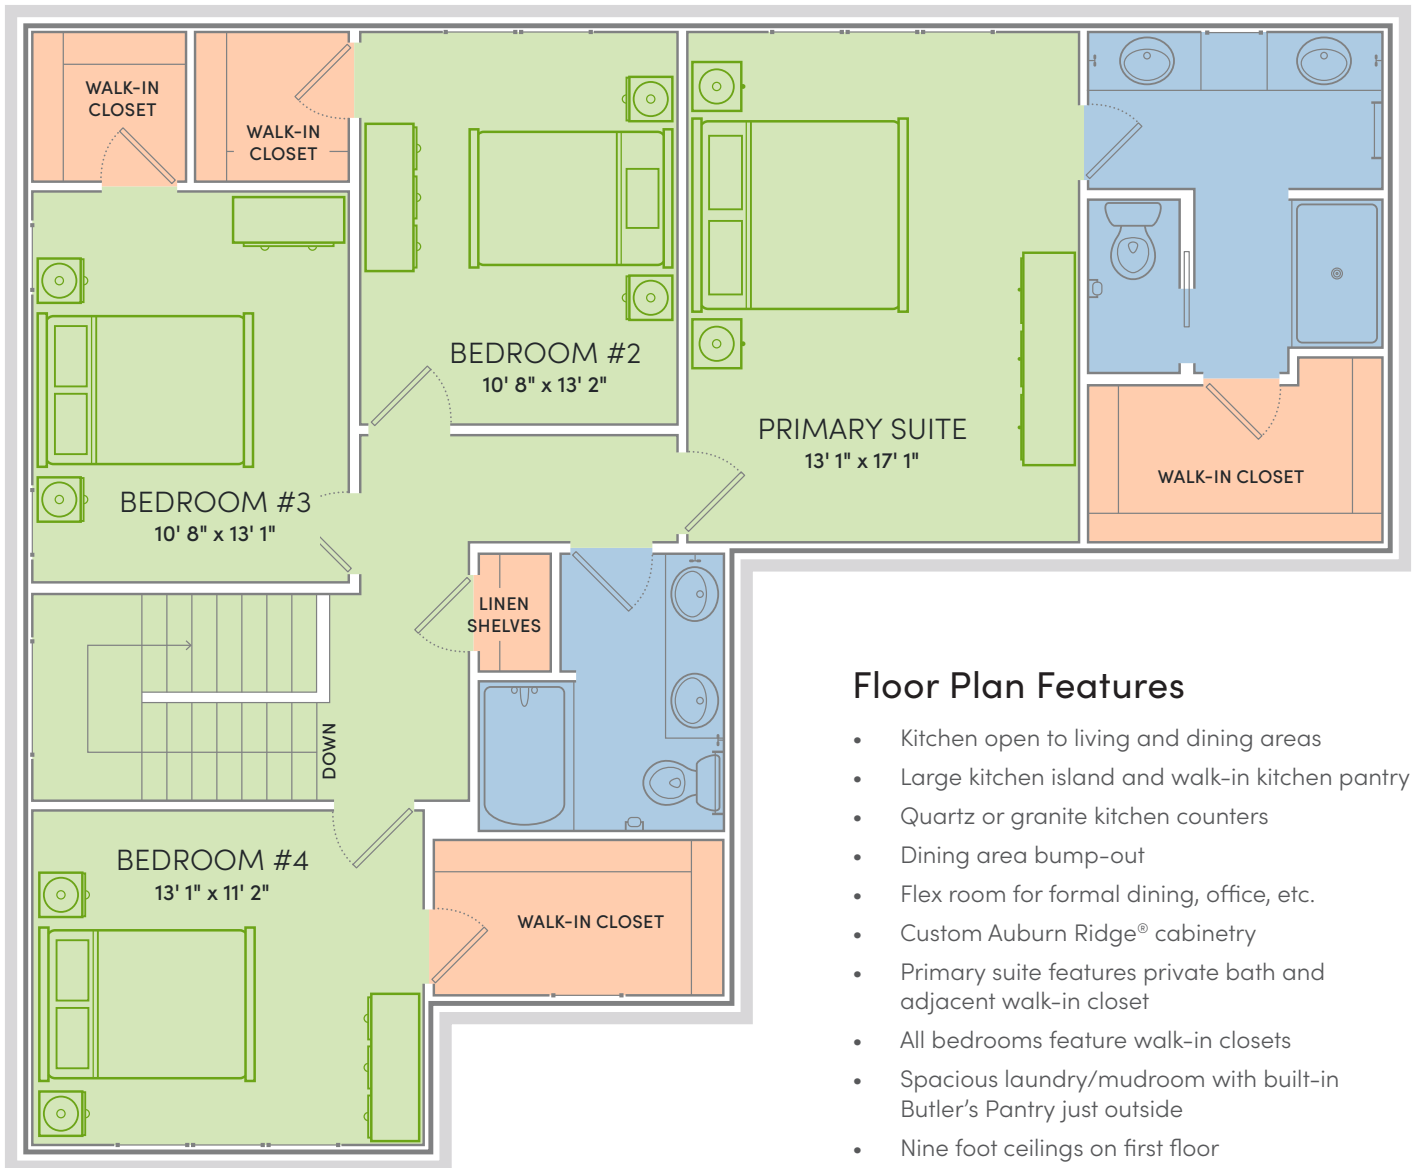 WALK-IN
CLOSET
WALK-IN
CLOSET
BEDROOM #2
10' 8" x 13' 2"
PRIMARY SUITE
13' 1" x 17' 1"
WALK-IN CLOSET
BEDROOM #3
10' 8" x 13' 1"
LINEN
SHELVES
DOWN
BEDROOM #4
13' 1" x 11' 2"
WALK-IN CLOSET
Floor Plan Features
• Kitchen open to living and dining areas
• Large kitchen island and walk-in kitchen pantry
• Quartz or granite kitchen counters
• Dining area bump-out
• Flex room for formal dining, office, etc.
• Custom Auburn Ridge® cabinetry
• Primary suite features private bath and
adjacent walk-in closet
• All bedrooms feature walk-in closets
• Spacious laundry/mudroom with built-in
Butler’s Pantry just outside
• Nine foot ceilings on first floor